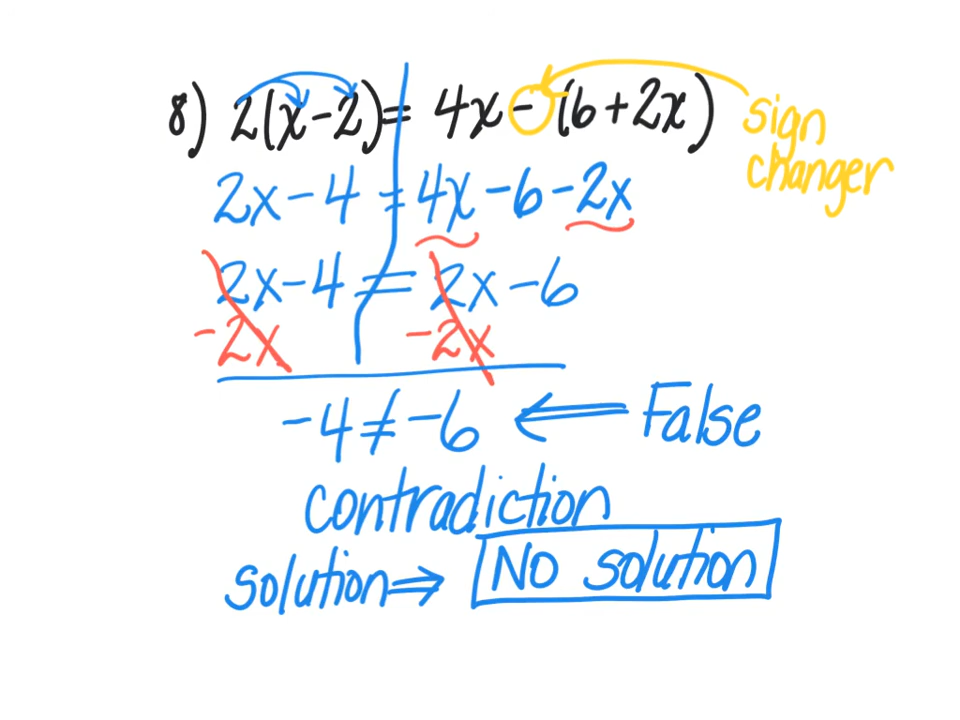 8) 2(x-2) = 4x - (6+2x)
sign
changer
2x - 4 = 4x - 6 - 2x
2x - 4 = 2x - 6
-2x -2x
-4 ≠ -6 ⇐ False
contradiction
solution ⇒ No solution